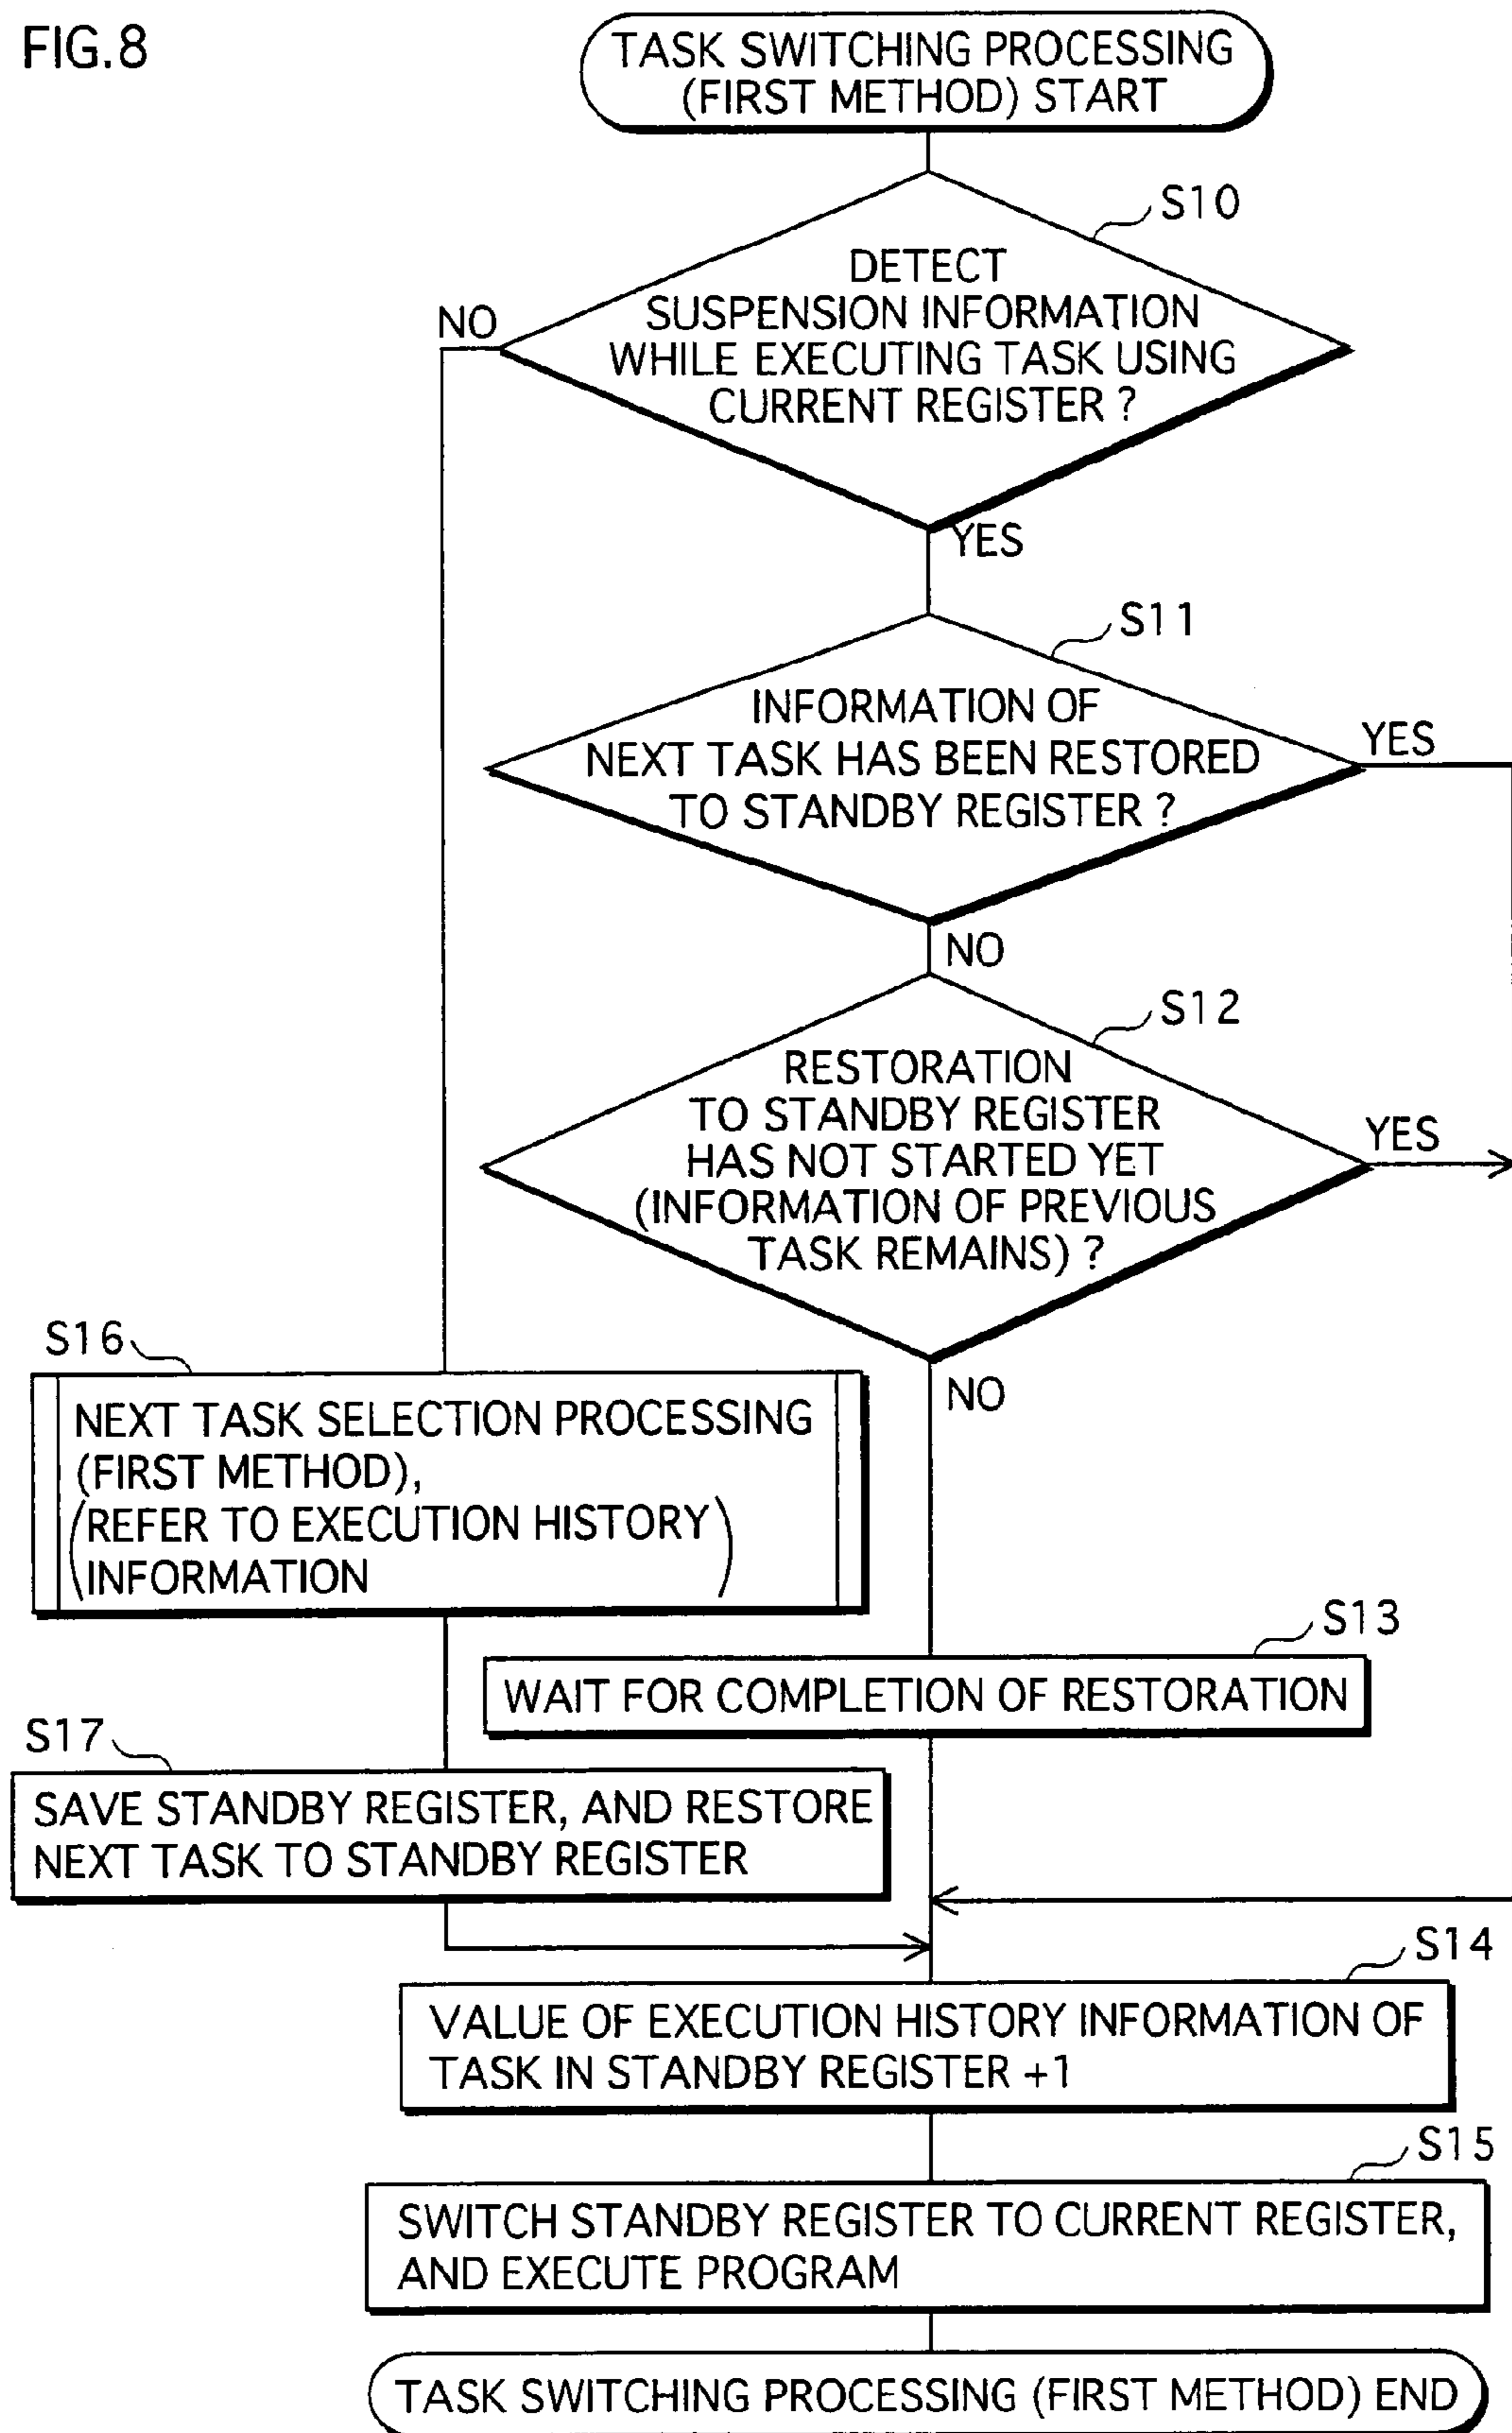 FIG.8
TASK SWITCHING PROCESSING
(FIRST METHOD) START
S10
DETECT
SUSPENSION INFORMATION
WHILE EXECUTING TASK USING
CURRENT REGISTER ?
NO
YES
S11
INFORMATION OF
NEXT TASK HAS BEEN RESTORED
TO STANDBY REGISTER ?
YES
NO
S12
RESTORATION
TO STANDBY REGISTER
HAS NOT STARTED YET
(INFORMATION OF PREVIOUS
TASK REMAINS) ?
YES
NO
S16
NEXT TASK SELECTION PROCESSING
(FIRST METHOD),
(REFER TO EXECUTION HISTORY
INFORMATION)
S13
WAIT FOR COMPLETION OF RESTORATION
S17
SAVE STANDBY REGISTER, AND RESTORE
NEXT TASK TO STANDBY REGISTER
S14
VALUE OF EXECUTION HISTORY INFORMATION OF
TASK IN STANDBY REGISTER +1
S15
SWITCH STANDBY REGISTER TO CURRENT REGISTER,
AND EXECUTE PROGRAM
TASK SWITCHING PROCESSING (FIRST METHOD) END